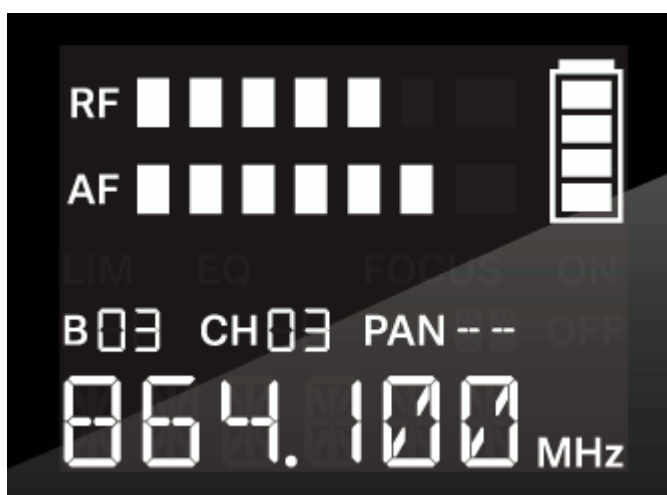 RF
AF
LIM EQ FOCUS ON
B03 CH03 PAN-- OFF
864.100 MHz